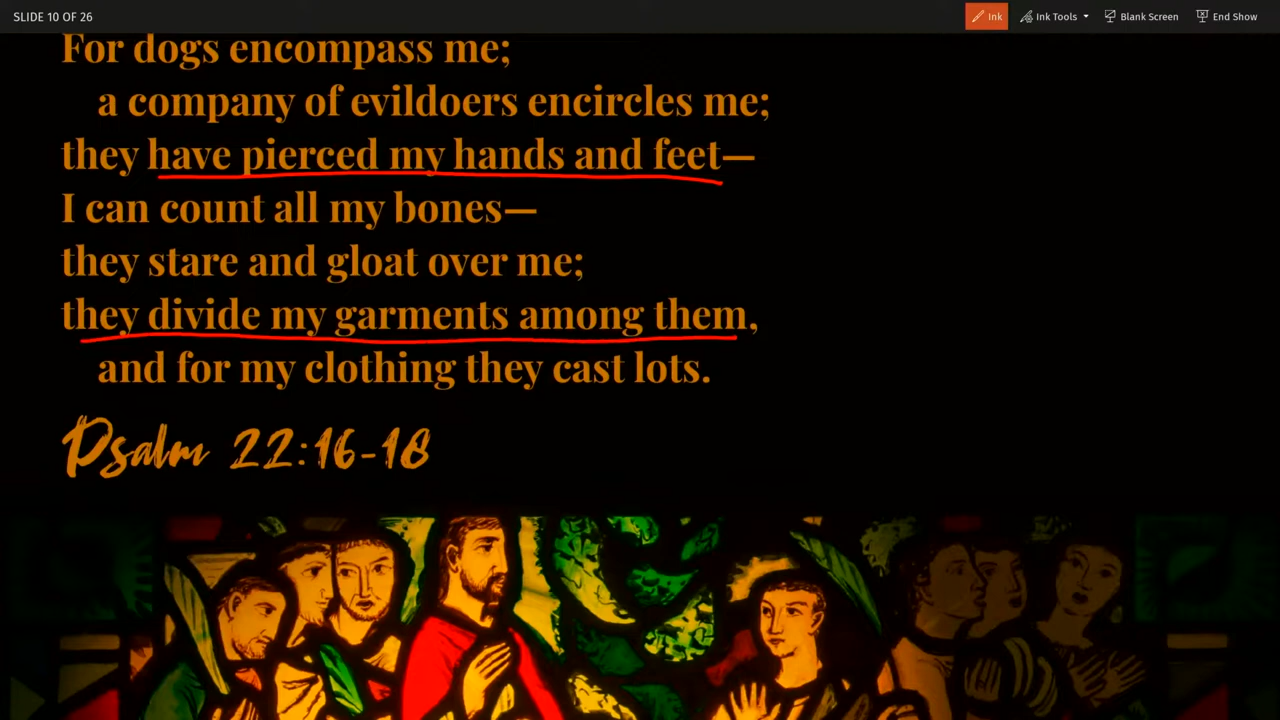 SLIDE 10 OF 26
Ink
Ink Tools
Blank Screen
End Show
For dogs encompass me;
a company of evildoers encircles me;
they have pierced my hands and feet—
I can count all my bones—
they stare and gloat over me;
they divide my garments among them,
and for my clothing they cast lots.
Psalm 22:16-18